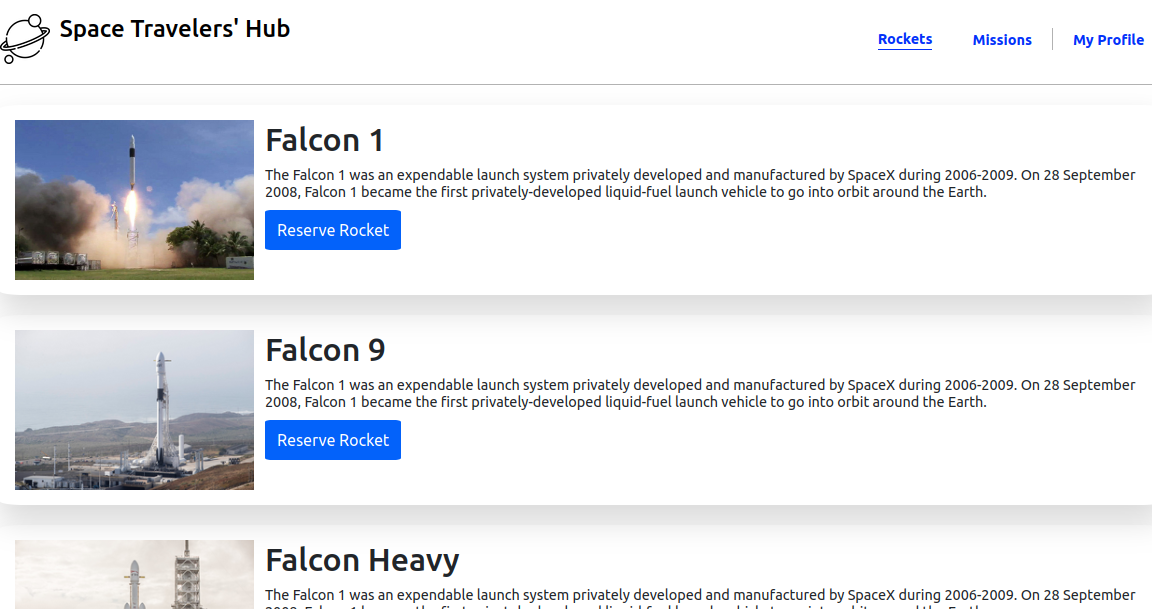 Space Travelers' Hub
Rockets
Missions
My Profile
Falcon 1
The Falcon 1 was an expendable launch system privately developed and manufactured by SpaceX during 2006-2009. On 28 September
2008, Falcon 1 became the first privately-developed liquid-fuel launch vehicle to go into orbit around the Earth.
Reserve Rocket
Falcon 9
The Falcon 1 was an expendable launch system privately developed and manufactured by SpaceX during 2006-2009. On 28 September
2008, Falcon 1 became the first privately-developed liquid-fuel launch vehicle to go into orbit around the Earth.
Reserve Rocket
Falcon Heavy
The Falcon 1 was an expendable launch system privately developed and manufactured by SpaceX during 2006-2009. On 28 September